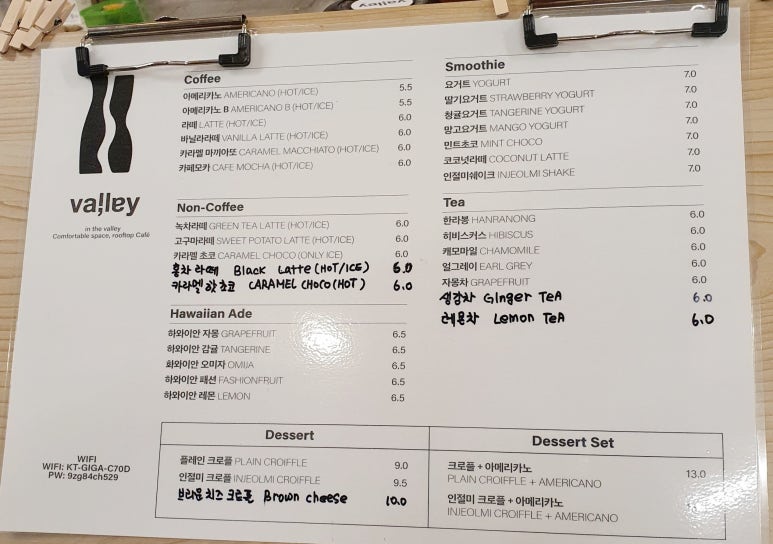 valley
Coffee
아메리카노 AMERICANO (HOT/ICE) 5.5
아메리카노 B AMERICANO B (HOT/ICE) 5.5
라떼 LATTE (HOT/ICE) 6.0
바닐라라떼 VANILLA LATTE (HOT/ICE) 6.0
카라멜 마끼아또 CARAMEL MACCHIATO (HOT/ICE) 6.0
카페모카 CAFE MOCHA (HOT/ICE) 6.0
valley
in the valley
Comfortable space, rooftop Café
Non-Coffee
녹차라떼 GREEN TEA LATTE (HOT/ICE) 6.0
고구마라떼 SWEET POTATO LATTE (HOT/ICE) 6.0
카라멜 초코 CARAMEL CHOCO (ONLY ICE) 6.0
홍차 라떼 Black Latte (HOT/ICE) 6.0
카라멜 핫 초코 CARAMEL CHOCO (HOT) 6.0
Hawaiian Ade
하와이안 자몽 GRAPEFRUIT 6.5
하와이안 감귤 TANGERINE 6.5
화와이안 오미자 OMIJA 6.5
하와이안 패션 FASHIONFRUIT 6.5
하와이안 레몬 LEMON 6.5
Smoothie
요거트 YOGURT 7.0
딸기요거트 STRAWBERRY YOGURT 7.0
청귤요거트 TANGERINE YOGURT 7.0
망고요거트 MANGO YOGURT 7.0
민트초코 MINT CHOCO 7.0
코코넛라떼 COCONUT LATTE 7.0
인절미쉐이크 INJEOLMI SHAKE 7.0
Tea
한라봉 HANRANONG 6.0
히비스커스 HIBISCUS 6.0
캐모마일 CHAMOMILE 6.0
얼그레이 EARL GREY 6.0
자몽차 GRAPEFRUIT 6.0
생강차 Ginger TeA 6.0
레몬차 Lemon TeA 6.0
WIFI
WIFI: KT-GIGA-C70D
PW: 9zg84ch529
Dessert
플레인 크로플 PLAIN CROIFFLE 9.0
인절미 크로플 INJEOLMI CROIFFLE 9.5
브라운치즈 크로플 Brown cheese 10.0
Dessert Set
크로플 + 아메리카노
PLAIN CROIFFLE + AMERICANO 13.0
인절미 크로플 + 아메리카노
INJEOLMI CROIFFLE + AMERICANO